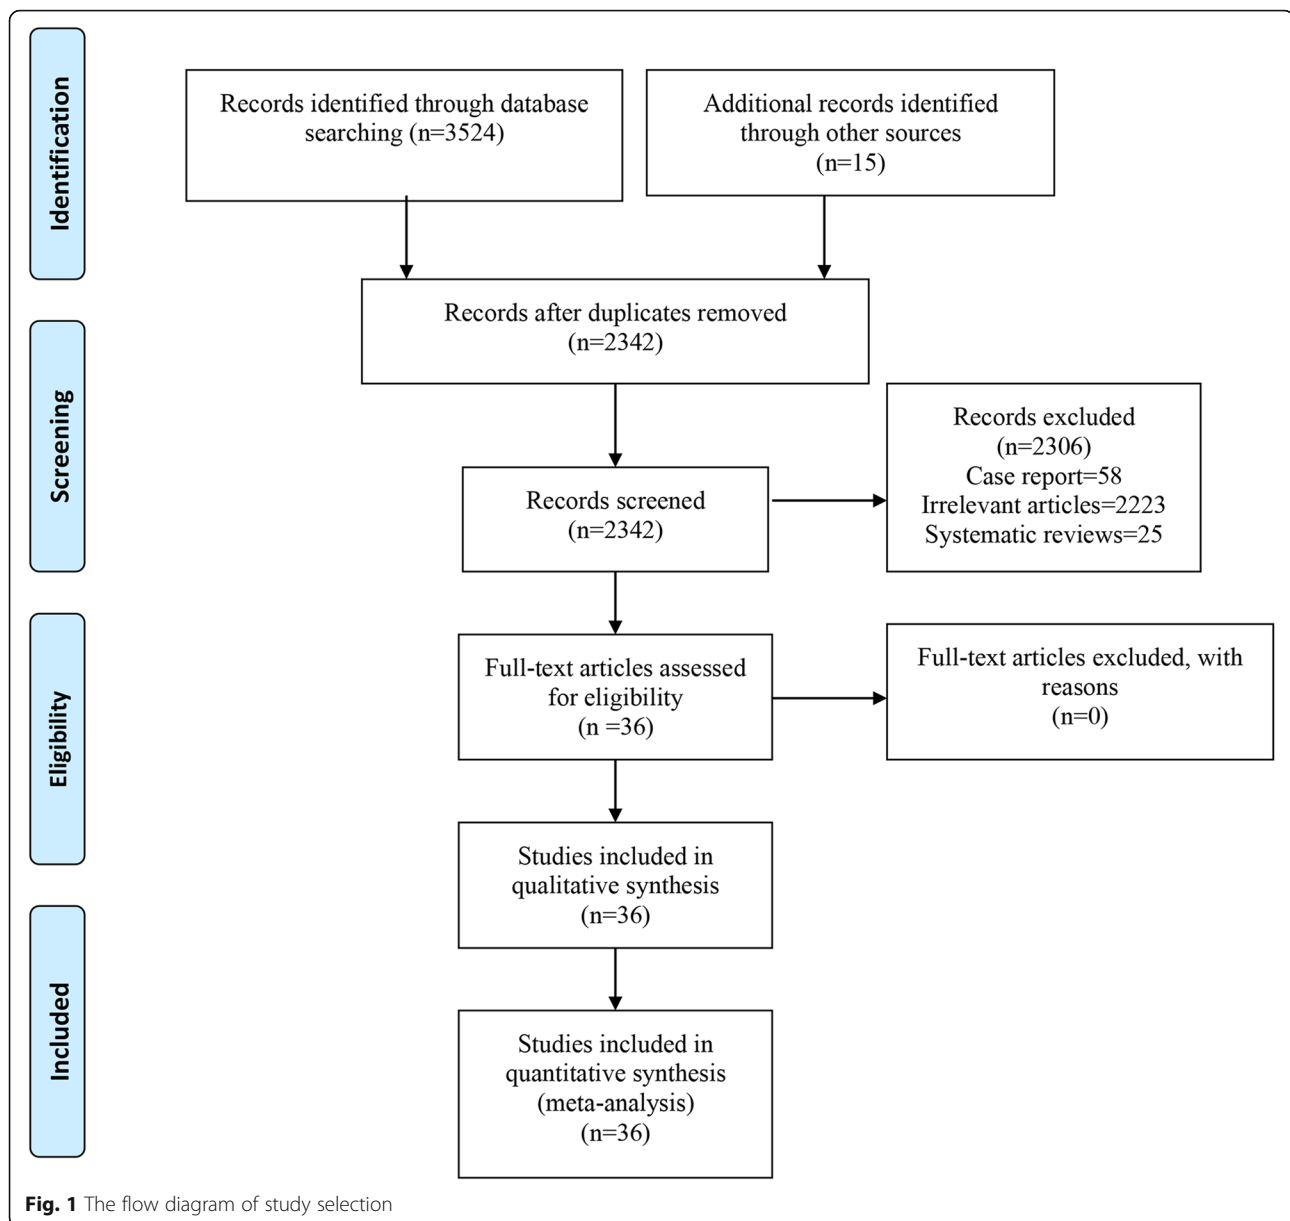 Identification
Records identified through database
searching (n=3524)
Additional records identified
through other sources
(n=15)
Records after duplicates removed
(n=2342)
Screening
Records screened
(n=2342)
Records excluded
(n=2306)
Case report=58
Irrelevant articles=2223
Systematic reviews=25
Eligibility
Full-text articles assessed
for eligibility
(n =36)
Full-text articles excluded, with
reasons
(n=0)
Studies included in
qualitative synthesis
(n=36)
Included
Studies included in
quantitative synthesis
(meta-analysis)
(n=36)
Fig. 1 The flow diagram of study selection